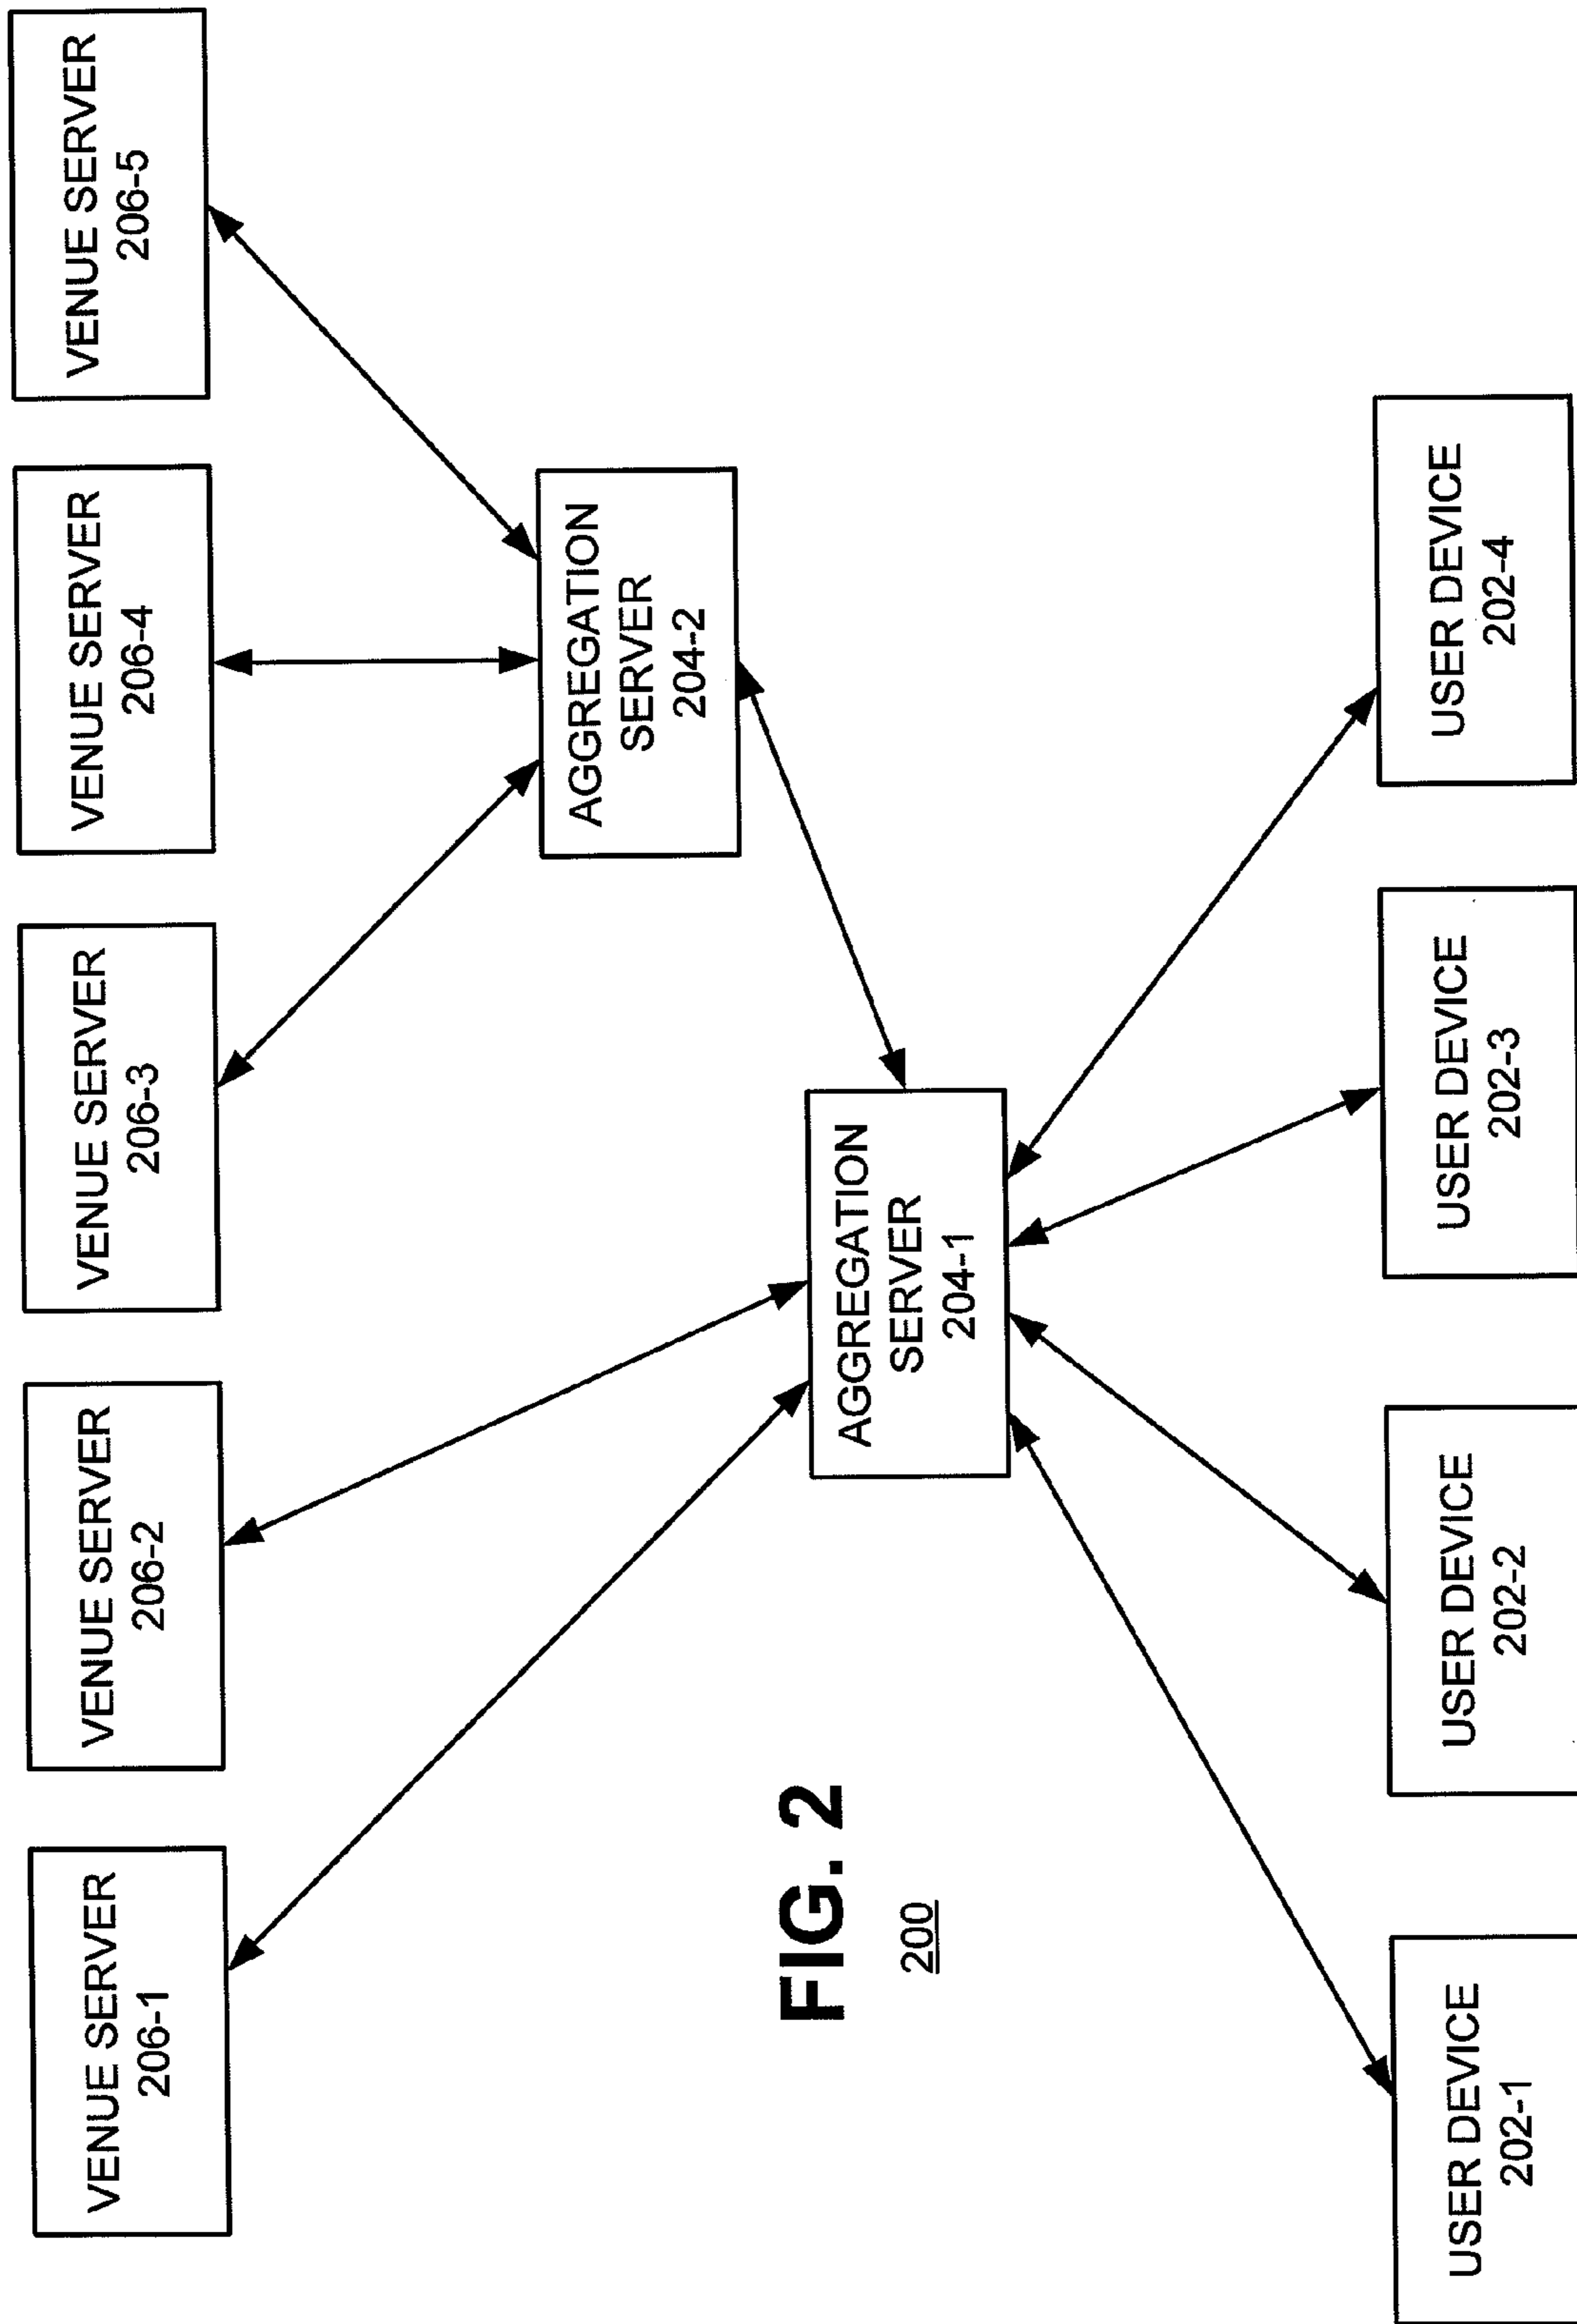 VENUE SERVER
206-1
VENUE SERVER
206-2
VENUE SERVER
206-3
VENUE SERVER
206-4
VENUE SERVER
206-5
AGGREGATION
SERVER
204-2
AGGREGATION
SERVER
204-1
FIG. 2
200
USER DEVICE
202-1
USER DEVICE
202-2
USER DEVICE
202-3
USER DEVICE
202-4